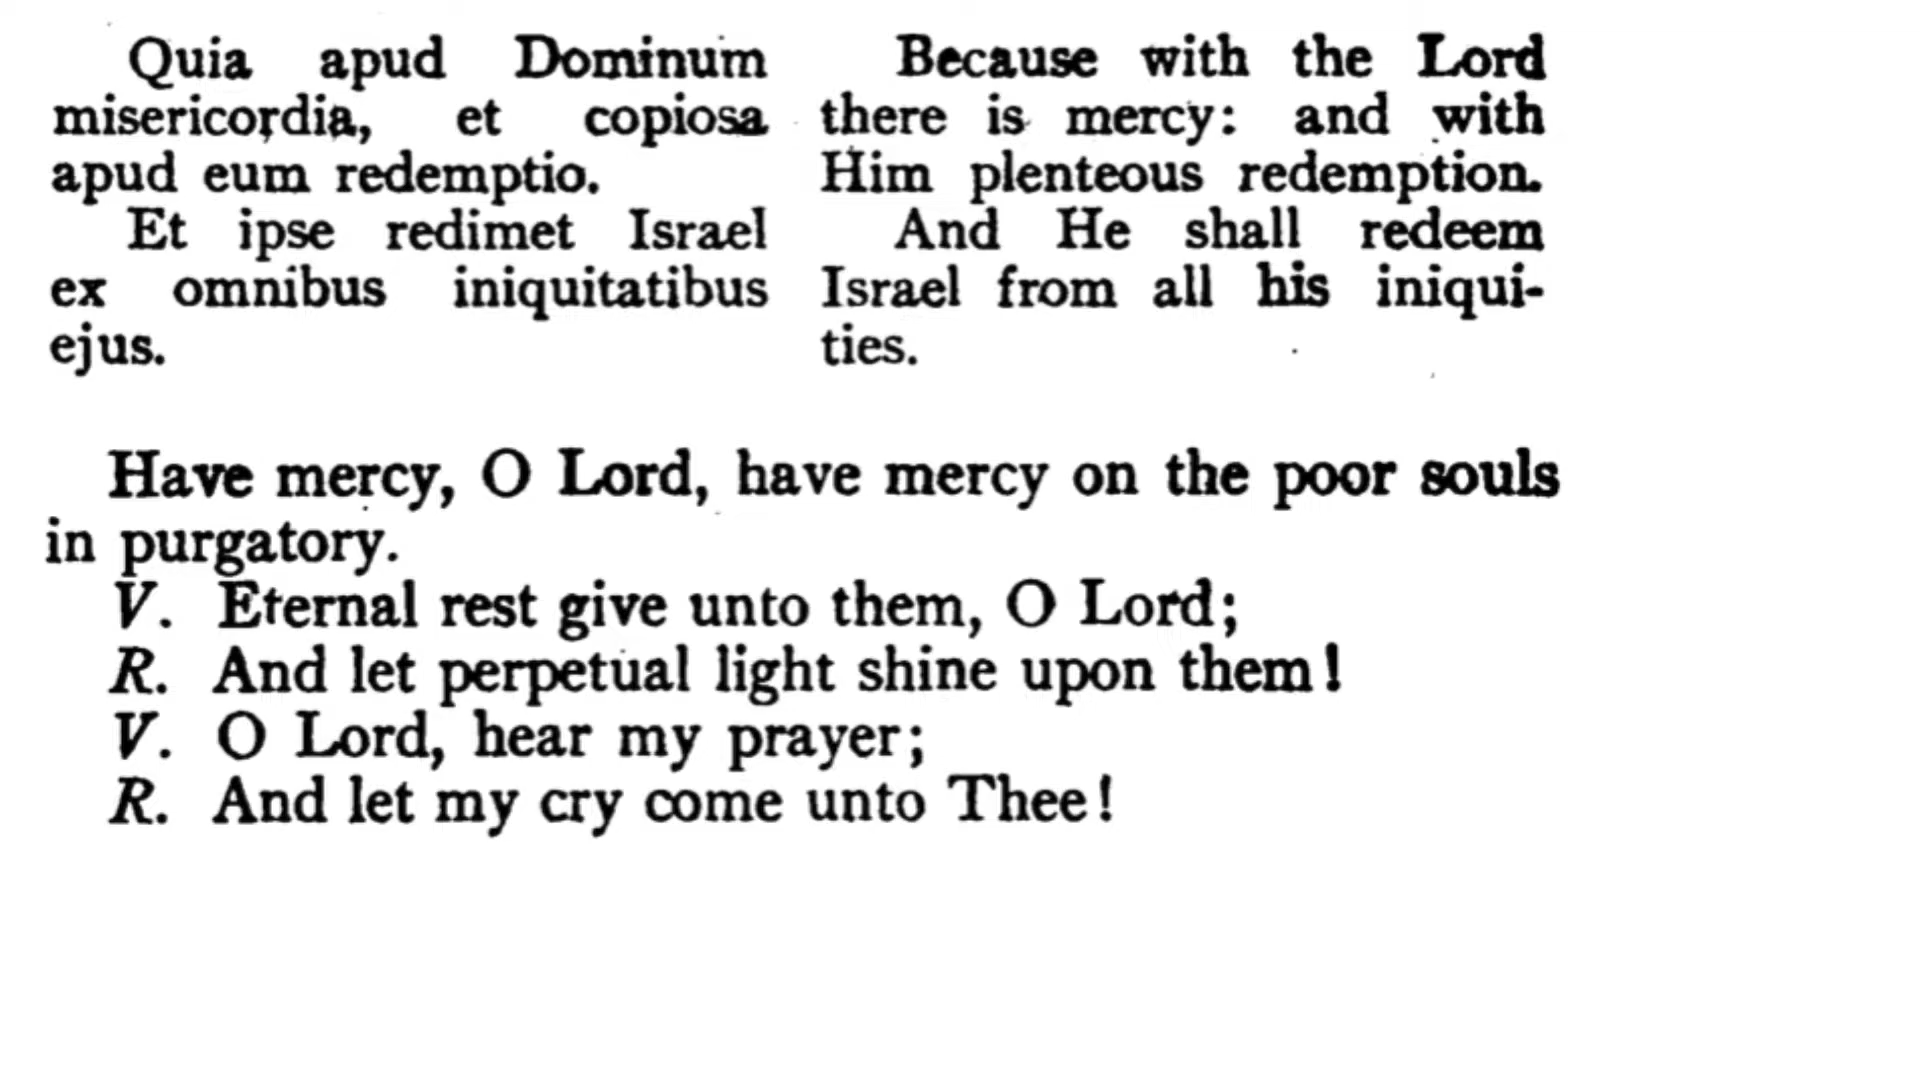 Quia apud Dominum
misericordia, et copiosa
apud eum redemptio.
Et ipse redimet Israel
ex omnibus iniquitatibus
ejus.
Because with the Lord
there is mercy: and with
Him plenteous redemption.
And He shall redeem
Israel from all his iniqui-
ties.
Have mercy, O Lord, have mercy on the poor souls
in purgatory.
V. Eternal rest give unto them, O Lord;
R. And let perpetual light shine upon them!
V. O Lord, hear my prayer;
R. And let my cry come unto Thee!